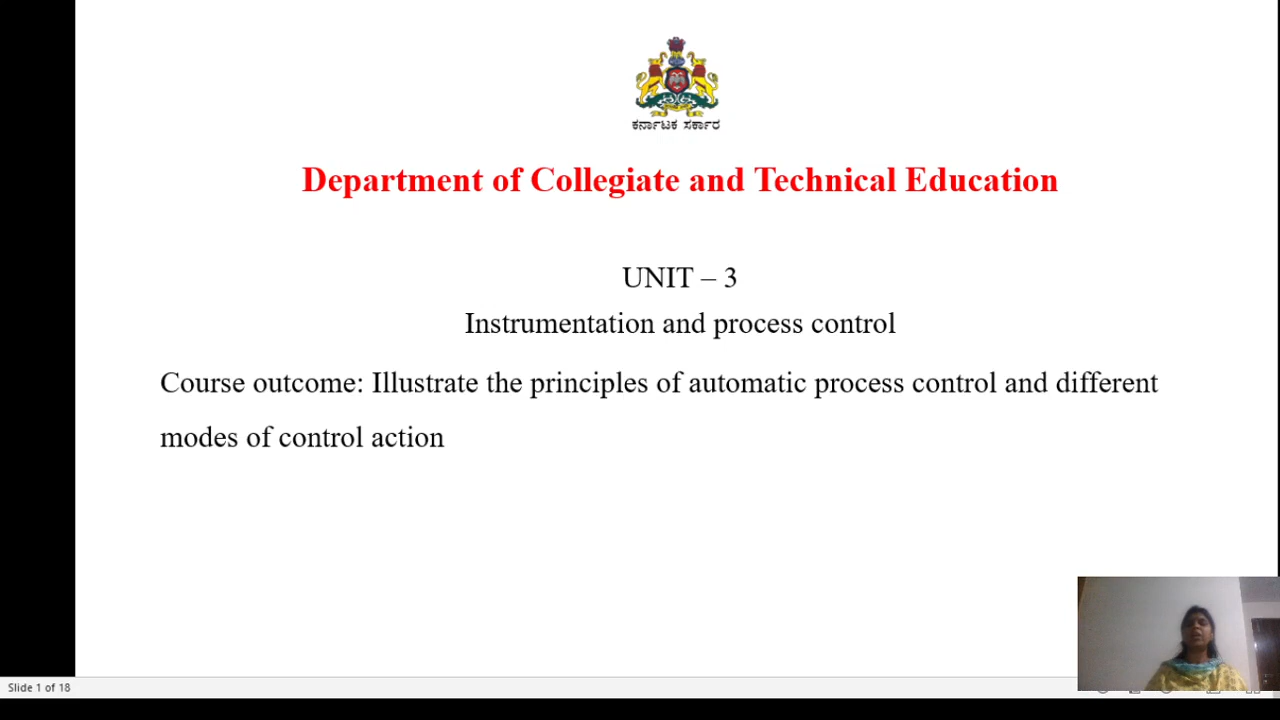 ಕರ್ನಾಟಕ ಸರ್ಕಾರ
Department of Collegiate and Technical Education
UNIT – 3
Instrumentation and process control
Course outcome: Illustrate the principles of automatic process control and different
modes of control action
Slide 1 of 18